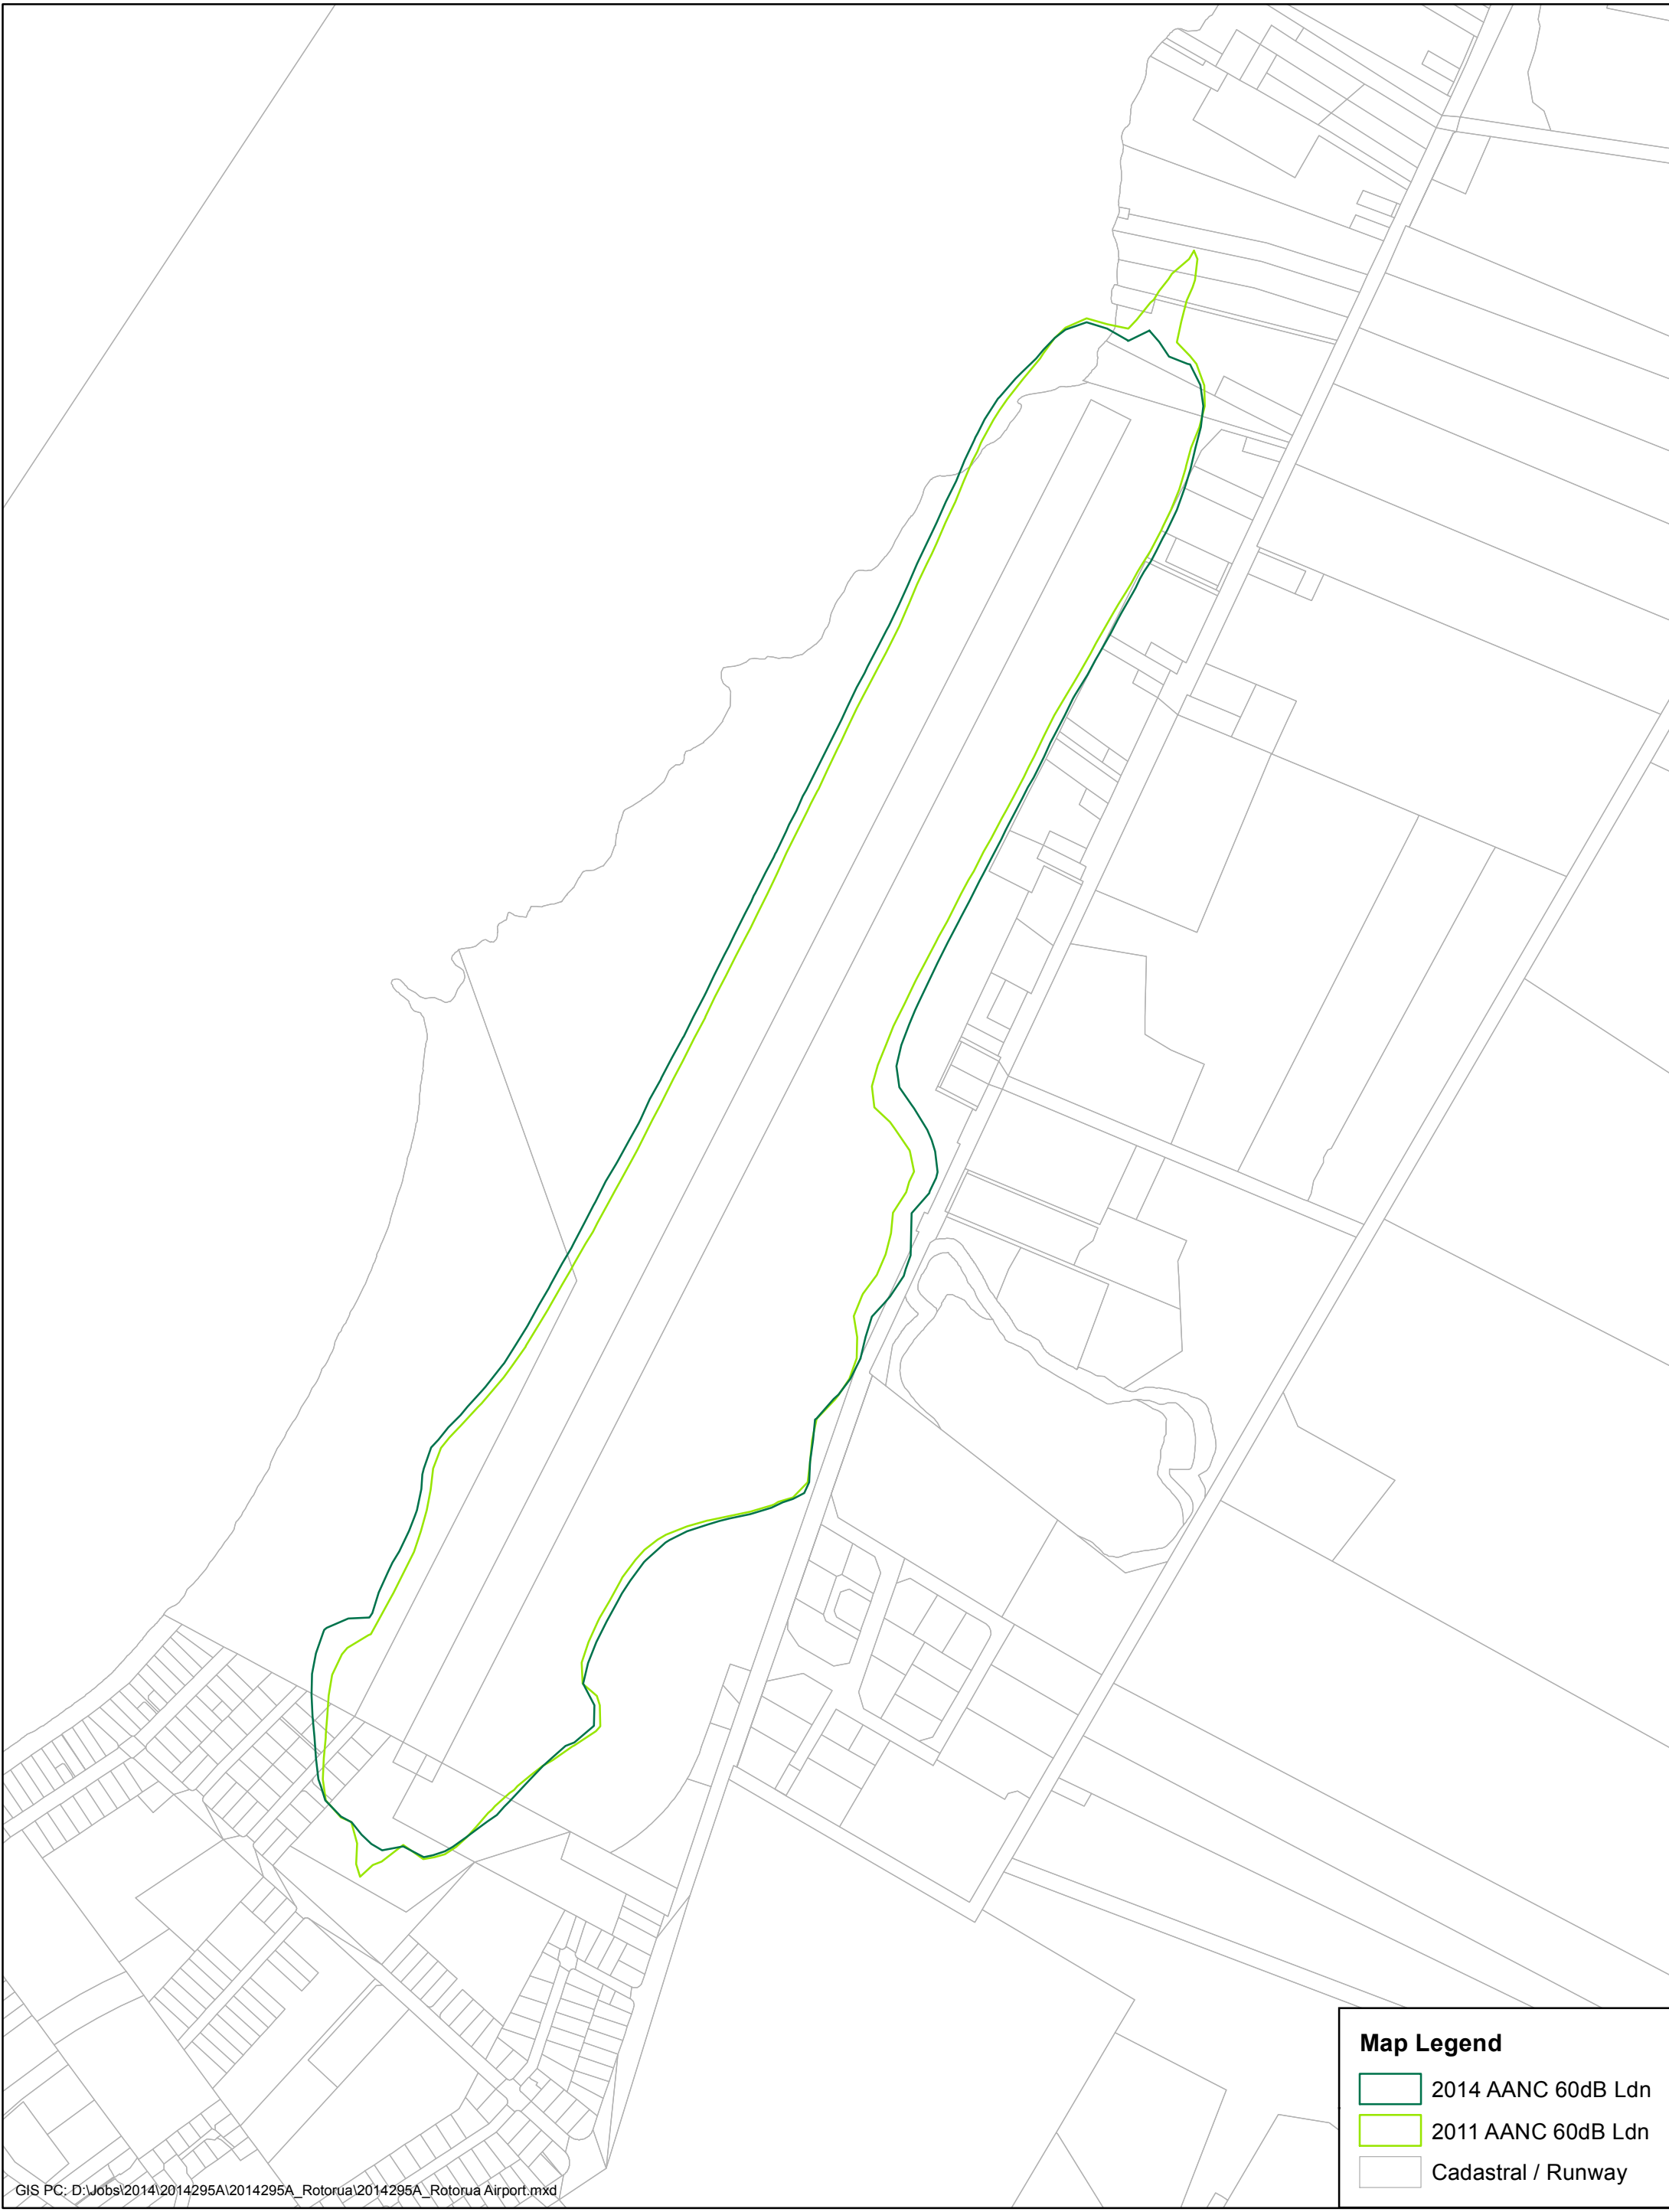 Map Legend
2014 AANC 60dB Ldn
2011 AANC 60dB Ldn
Cadastral / Runway
GIS PC: D:\Jobs\2014\2014295A\2014295A_Rotorua\2014295A_Rotorua Airport.mxd